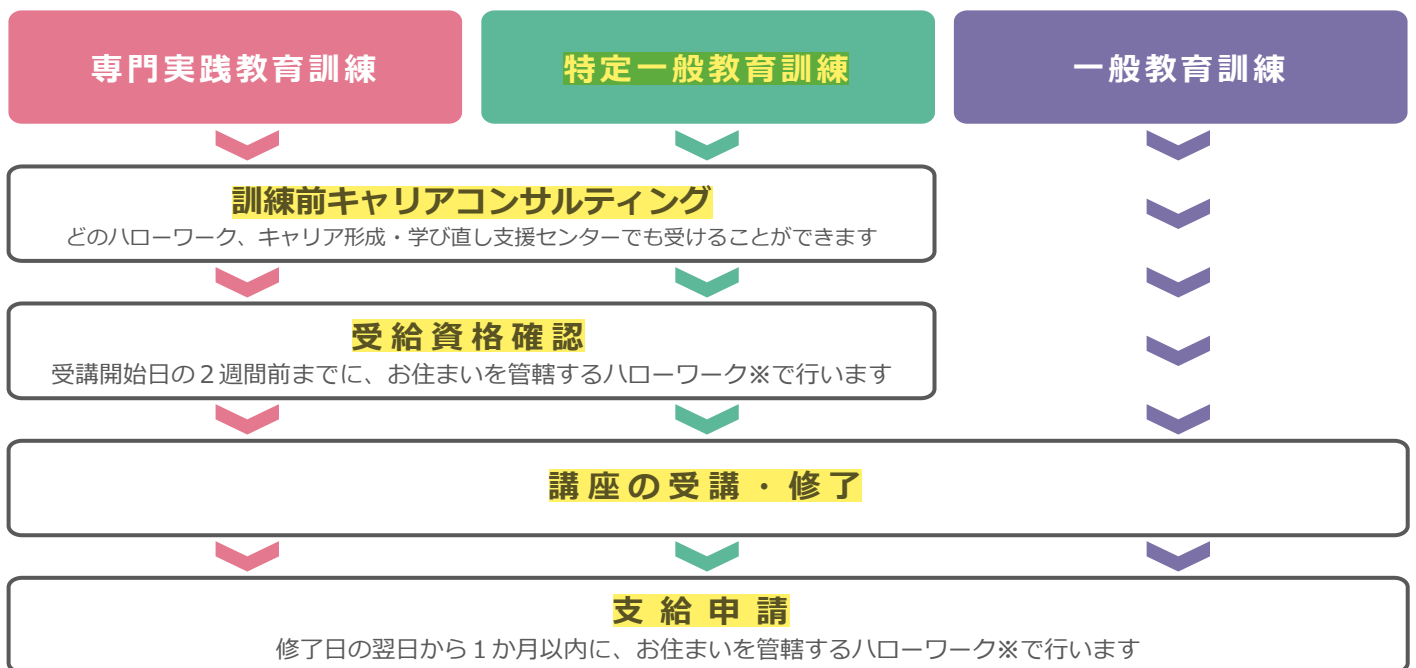 専門実践教育訓練
特定一般教育訓練
一般教育訓練
訓練前キャリアコンサルティング
どのハローワーク、キャリア形成・学び直し支援センターでも受けることができます
受給資格確認
受講開始日の２週間前までに、お住まいを管轄するハローワーク※で行います
講座の受講・修了
支給申請
修了日の翌日から１か月以内に、お住まいを管轄するハローワーク※で行います